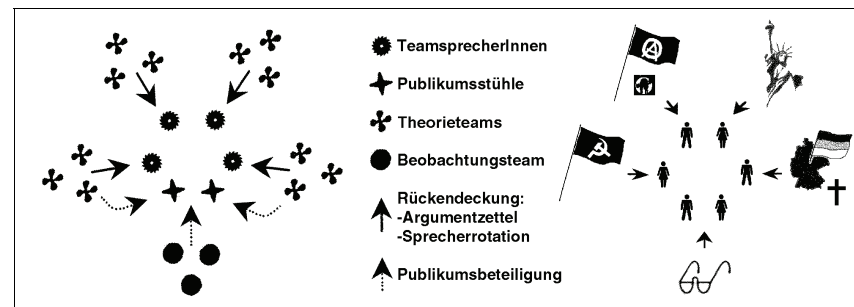 TeamsprecherInnen
Publikumsstühle
Theorieteams
Beobachtungsteam
Rückendeckung:
-Argumentzettel
-Sprecherrotation
Publikumsbeteiligung